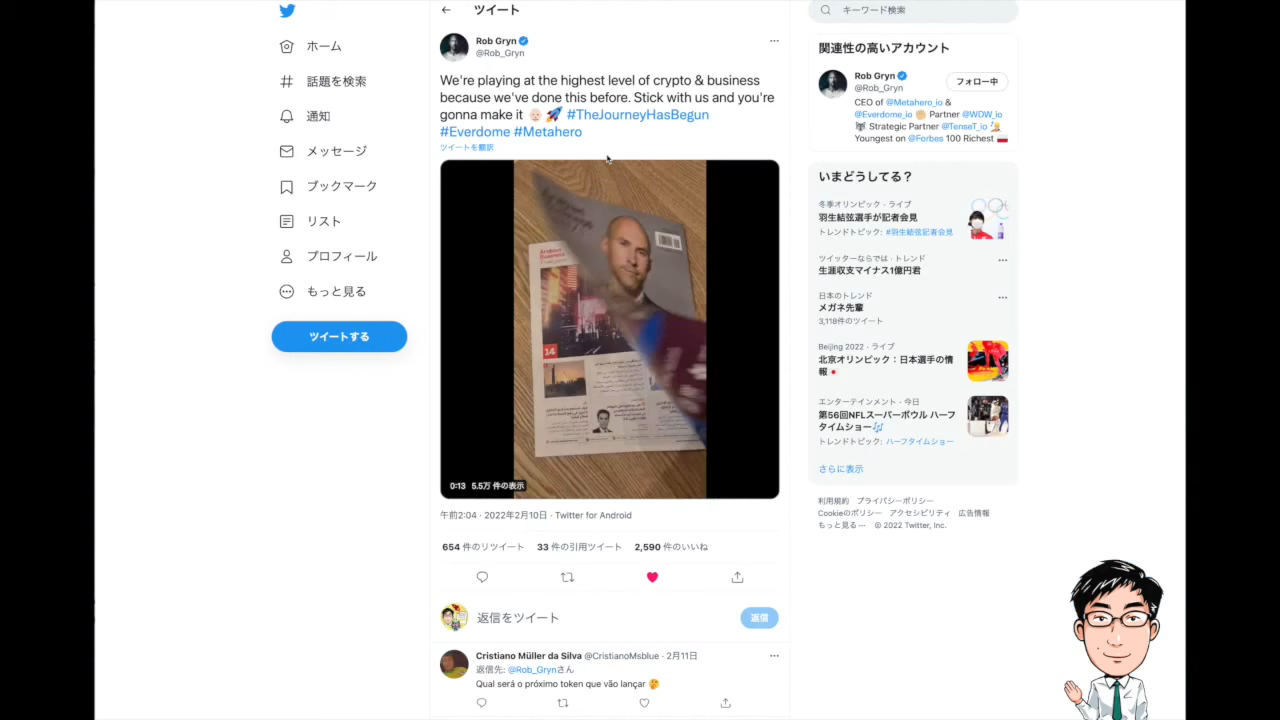 ツイート
キーワード検索
ホーム
話題を検索
通知
メッセージ
ブックマーク
リスト
プロフィール
もっと見る
ツイートする
Rob Gryn
@Rob_Gryn
We're playing at the highest level of crypto & business
because we've done this before. Stick with us and you're
gonna make it 👶🏻 🚀 #TheJourneyHasBegun
#Everdome #Metahero
ツイートを翻訳
Arabian
Business
14
0:13 5.5万 件の表示
午前2:04 · 2022年2月10日 · Twitter for Android
654 件のリツイート 33 件の引用ツイート 2,590 件のいいね
返信をツイート
返信
Cristiano Müller da Silva @CristianoMsblue · 2月11日
返信先: @Rob_Grynさん
Qual será o próximo token que vão lançar 🤔
関連性の高いアカウント
Rob Gryn
@Rob_Gryn
フォロー中
CEO of @Metahero_io &
@Everdome_io ✊🏼 Partner @WDW_io
🐺 Strategic Partner @TenseT_io
Youngest on @Forbes 100 Richest 🇵🇱
いまどうしてる？
冬季オリンピック · ライブ
羽生結弦選手が記者会見
トレンドトピック: #羽生結弦記者会見
ツイッターならでは · トレンド
生涯収支マイナス1億円君
日本のトレンド
メガネ先輩
3,118件のツイート
Beijing 2022 · ライブ
北京オリンピック：日本選手の情
報🇯🇵
エンターテインメント · 今日
第56回NFLスーパーボウル ハーフ
タイムショー🎶
トレンドトピック: ハーフタイムショー
さらに表示
利用規約 プライバシーポリシー
Cookieのポリシー アクセシビリティ 広告情報
もっと見る ··· © 2022 Twitter, Inc.